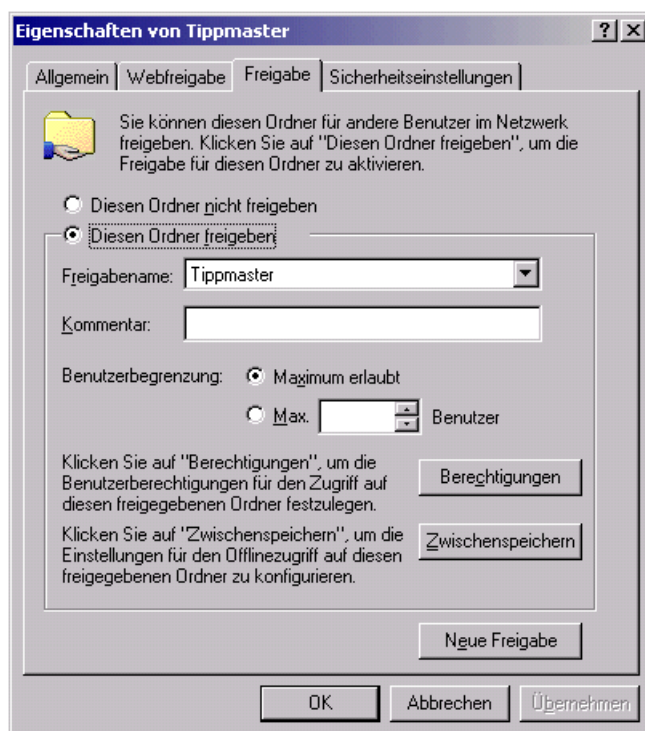 Eigenschaften von Tippmaster
Allgemein Webfreigabe Freigabe Sicherheitseinstellungen
Sie können diesen Ordner für andere Benutzer im Netzwerk
freigeben. Klicken Sie auf "Diesen Ordner freigeben", um die
Freigabe für diesen Ordner zu aktivieren.
Diesen Ordner nicht freigeben
Diesen Ordner freigeben
Freigabename: Tippmaster
Kommentar:
Benutzerbegrenzung: Maximum erlaubt
Max. Benutzer
Klicken Sie auf "Berechtigungen", um die
Benutzerberechtigungen für den Zugriff auf
diesen freigegebenen Ordner festzulegen.
Berechtigungen
Klicken Sie auf "Zwischenspeichern", um die
Einstellungen für den Offlinezugriff auf diesen
freigegebenen Ordner zu konfigurieren.
Zwischenspeichern
Neue Freigabe
OK Abbrechen Übernehmen